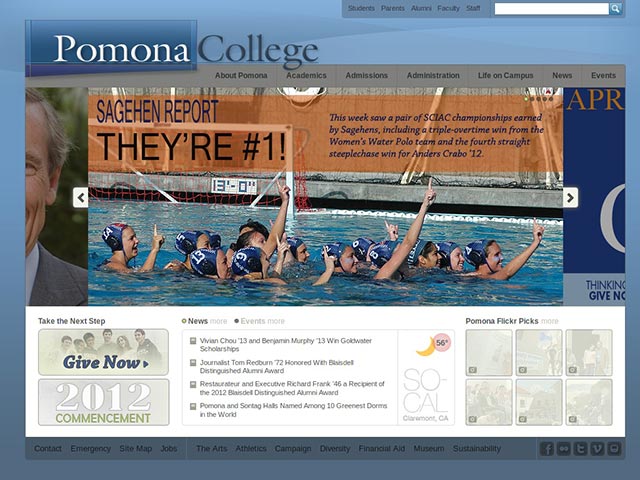 Students Parents Alumni Faculty Staff
Pomona College
About Pomona Academics Admissions Administration Life on Campus News Events
SAGEHEN REPORT
THEY'RE #1!
This week saw a pair of SCIAC championships earned
by Sagehens, including a triple-overtime win from the
Women's Water Polo team and the fourth straight
steeplechase win for Anders Crabo '12.
APR
THINKING
GIVE NO
Take the Next Step
Give Now
2012
COMMENCEMENT
News more Events more
Vivian Chou '13 and Benjamin Murphy '13 Win Goldwater
Scholarships
Journalist Tom Redburn '72 Honored With Blaisdell
Distinguished Alumni Award
Restaurateur and Executive Richard Frank '46 a Recipient of
the 2012 Blaisdell Distinguished Alumni Award
Pomona and Sontag Halls Named Among 10 Greenest Dorms
in the World
56°
SO-
CAL
Claremont, CA
Pomona Flickr Picks more
Contact Emergency Site Map Jobs The Arts Athletics Campaign Diversity Financial Aid Museum Sustainability